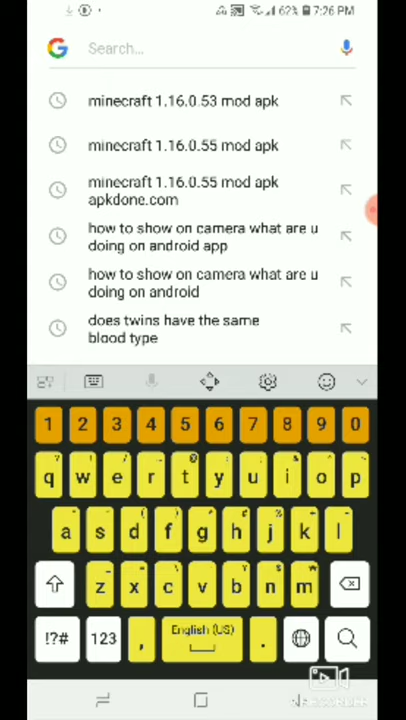 62% 7:26 PM
G Search...
minecraft 1.16.0.53 mod apk
minecraft 1.16.0.55 mod apk
minecraft 1.16.0.55 mod apk
apkdone.com
how to show on camera what are u
doing on android app
how to show on camera what are u
doing on android
does twins have the same
blood type
1 2 3 4 5 6 7 8 9 0
q w e r t y u i o p
a s d f g h j k l
z x c v b n m
!?# 123 , English (US) .